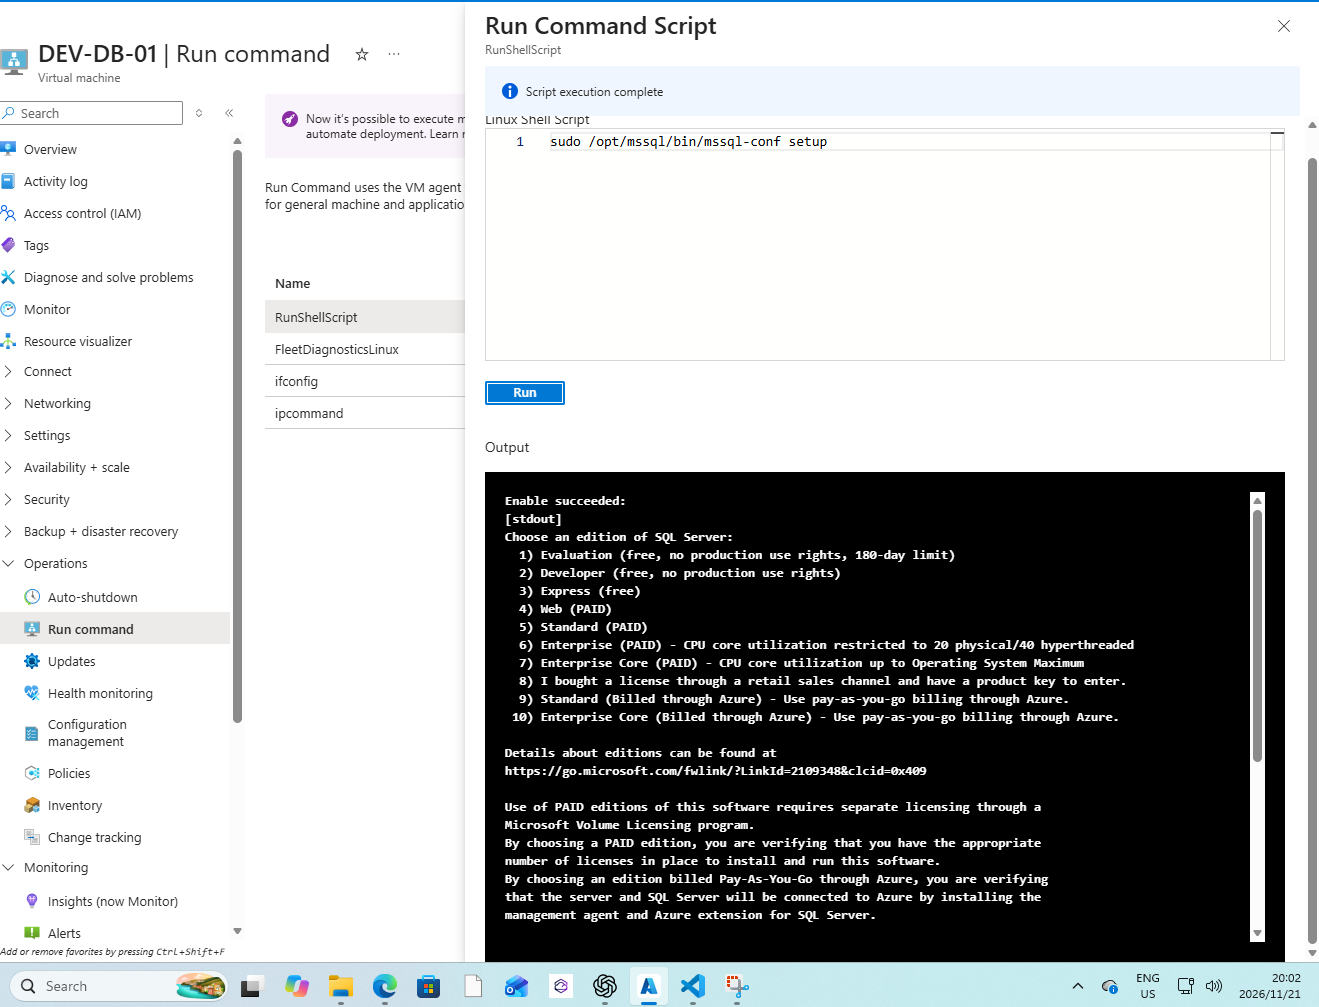 DEV-DB-01 | Run command
Virtual machine
Search
Overview
Activity log
Access control (IAM)
Tags
Diagnose and solve problems
Monitor
Resource visualizer
Connect
Networking
Settings
Availability + scale
Security
Backup + disaster recovery
Operations
Auto-shutdown
Run command
Updates
Health monitoring
Configuration
management
Policies
Inventory
Change tracking
Monitoring
Insights (now Monitor)
Alerts
Add or remove favorites by pressing Ctrl+Shift+F
Now it's possible to execute m
automate deployment. Learn r
Run Command uses the VM agent
for general machine and applicatio
Name
RunShellScript
FleetDiagnosticsLinux
ifconfig
ipcommand
Run Command Script
RunShellScript
Script execution complete
Linux Shell Script
1 sudo /opt/mssql/bin/mssql-conf setup
Run
Output
Enable succeeded:
[stdout]
Choose an edition of SQL Server:
1) Evaluation (free, no production use rights, 180-day limit)
2) Developer (free, no production use rights)
3) Express (free)
4) Web (PAID)
5) Standard (PAID)
6) Enterprise (PAID) - CPU core utilization restricted to 20 physical/40 hyperthreaded
7) Enterprise Core (PAID) - CPU core utilization up to Operating System Maximum
8) I bought a license through a retail sales channel and have a product key to enter.
9) Standard (Billed through Azure) - Use pay-as-you-go billing through Azure.
10) Enterprise Core (Billed through Azure) - Use pay-as-you-go billing through Azure.
Details about editions can be found at
https://go.microsoft.com/fwlink/?LinkId=2109348&clcid=0x409
Use of PAID editions of this software requires separate licensing through a
Microsoft Volume Licensing program.
By choosing a PAID edition, you are verifying that you have the appropriate
number of licenses in place to install and run this software.
By choosing an edition billed Pay-As-You-Go through Azure, you are verifying
that the server and SQL Server will be connected to Azure by installing the
management agent and Azure extension for SQL Server.
Search
ENG
US
20:02
2026/11/21